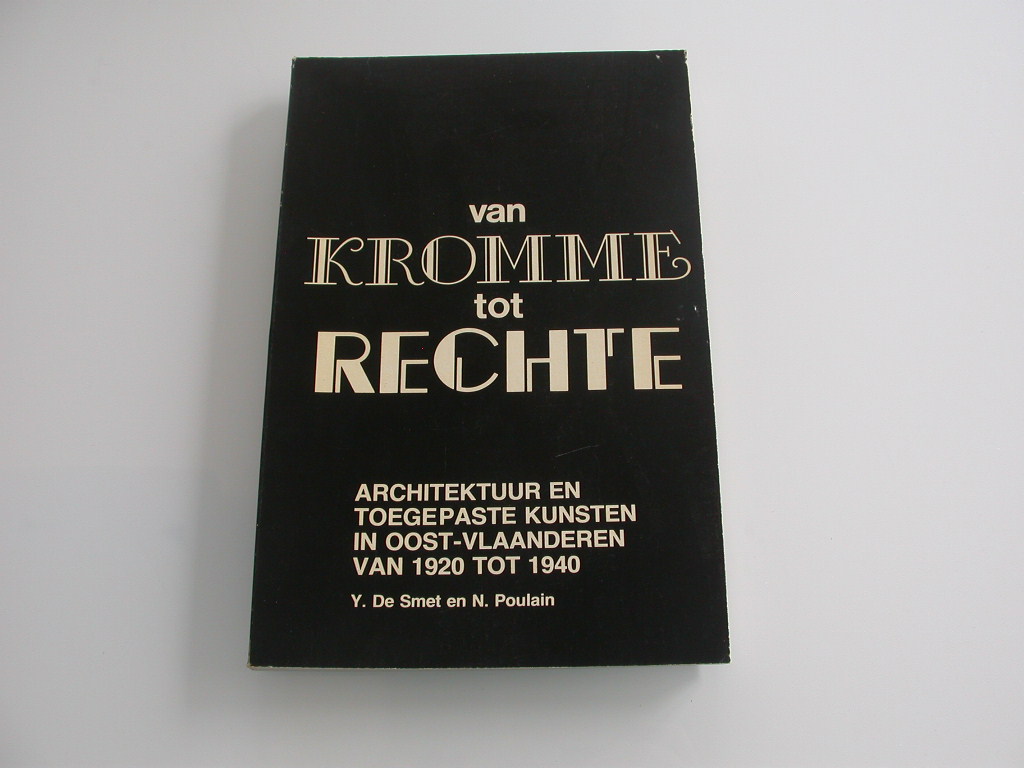 van
KROMME
tot
RECHTE
ARCHITEKTUUR EN
TOEGEPASTE KUNSTEN
IN OOST-VLAANDEREN
VAN 1920 TOT 1940
Y. De Smet en N. Poulain